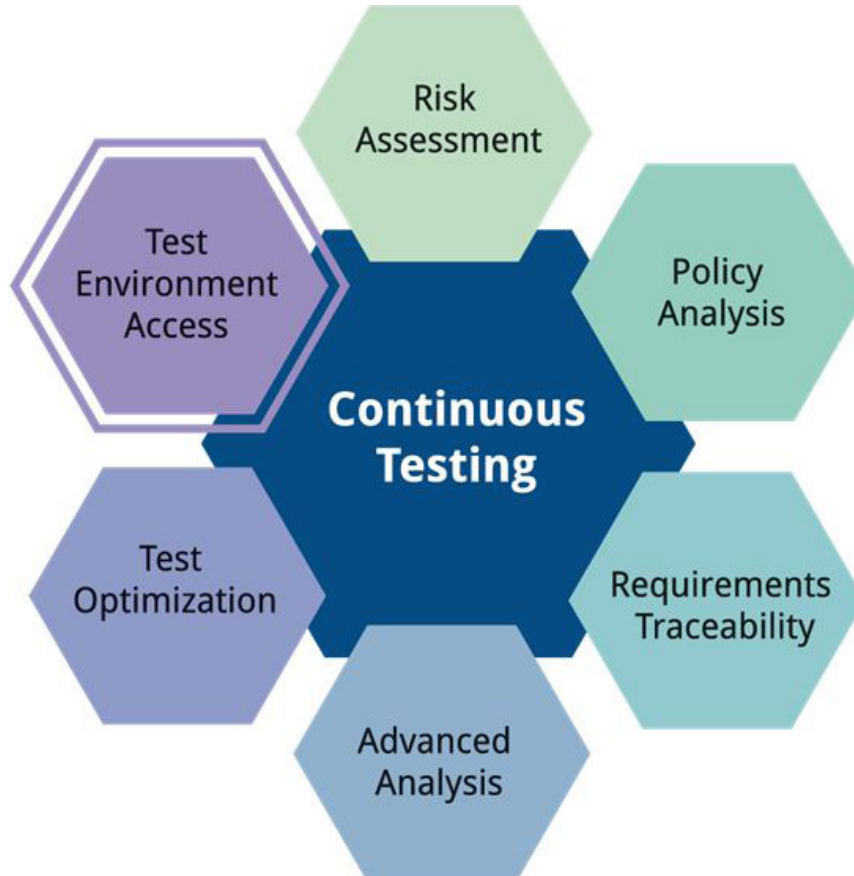 Risk
Assessment
Policy
Analysis
Requirements
Traceability
Advanced
Analysis
Test
Optimization
Test
Environment
Access
Continuous
Testing